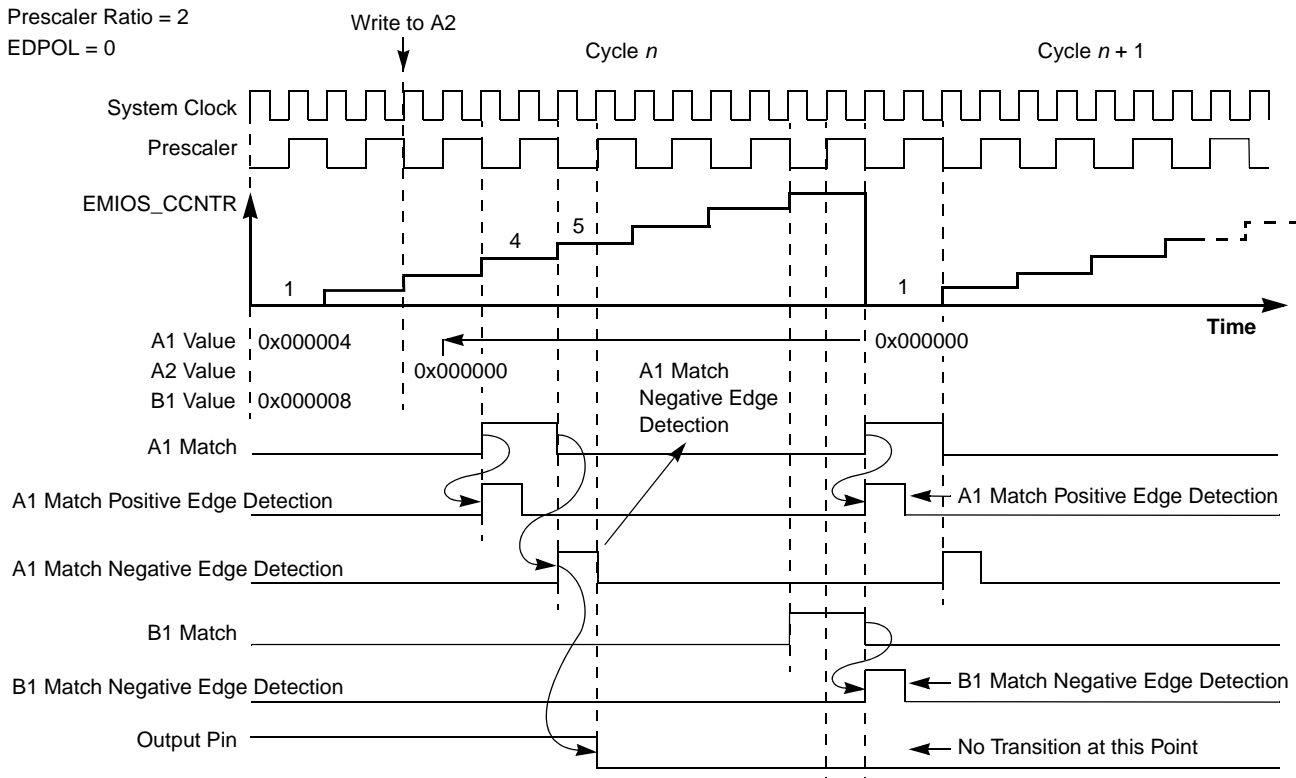 Prescaler Ratio = 2
EDPOL = 0
Write to A2
Cycle n
Cycle n + 1
System Clock
Prescaler
EMIOS_CCNTR
1
4
5
1
Time
A1 Value
0x000004
0x000000
A2 Value
0x000000
B1 Value
0x000008
A1 Match
Negative Edge
Detection
A1 Match
A1 Match Positive Edge Detection
A1 Match Positive Edge Detection
A1 Match Negative Edge Detection
B1 Match
B1 Match Negative Edge Detection
B1 Match Negative Edge Detection
Output Pin
No Transition at this Point